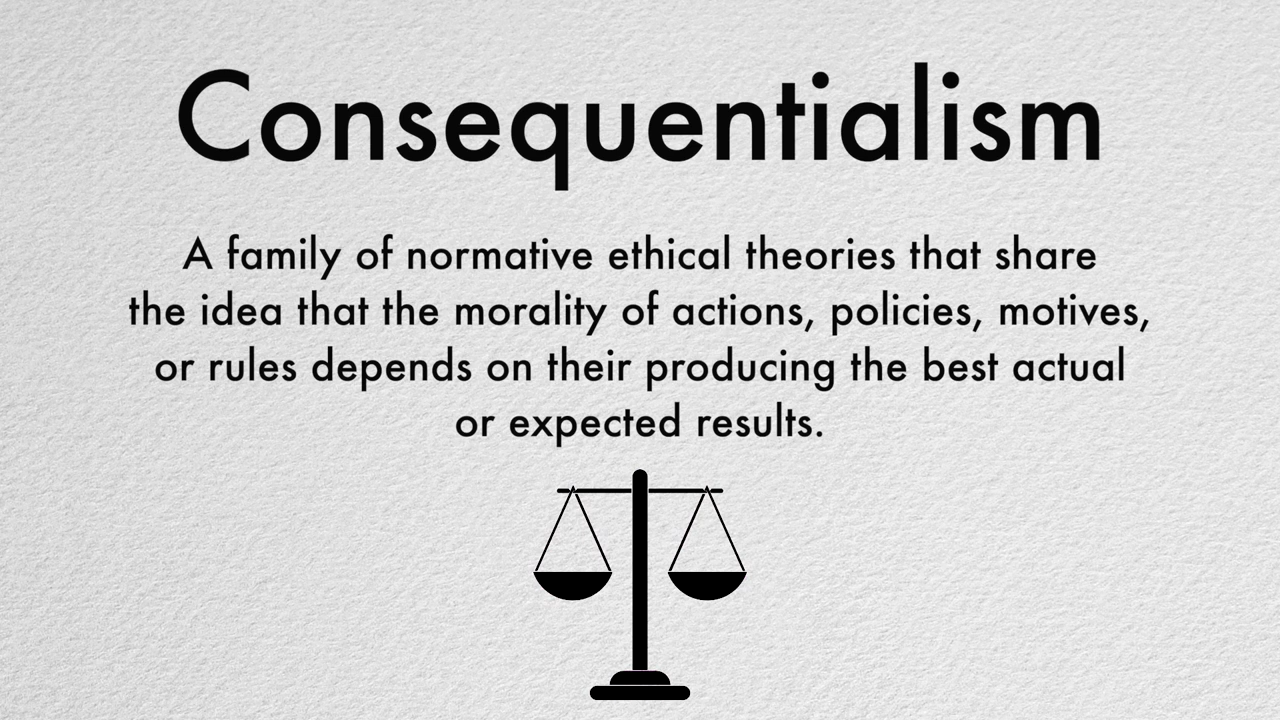 Consequentialism
A family of normative ethical theories that share
the idea that the morality of actions, policies, motives,
or rules depends on their producing the best actual
or expected results.